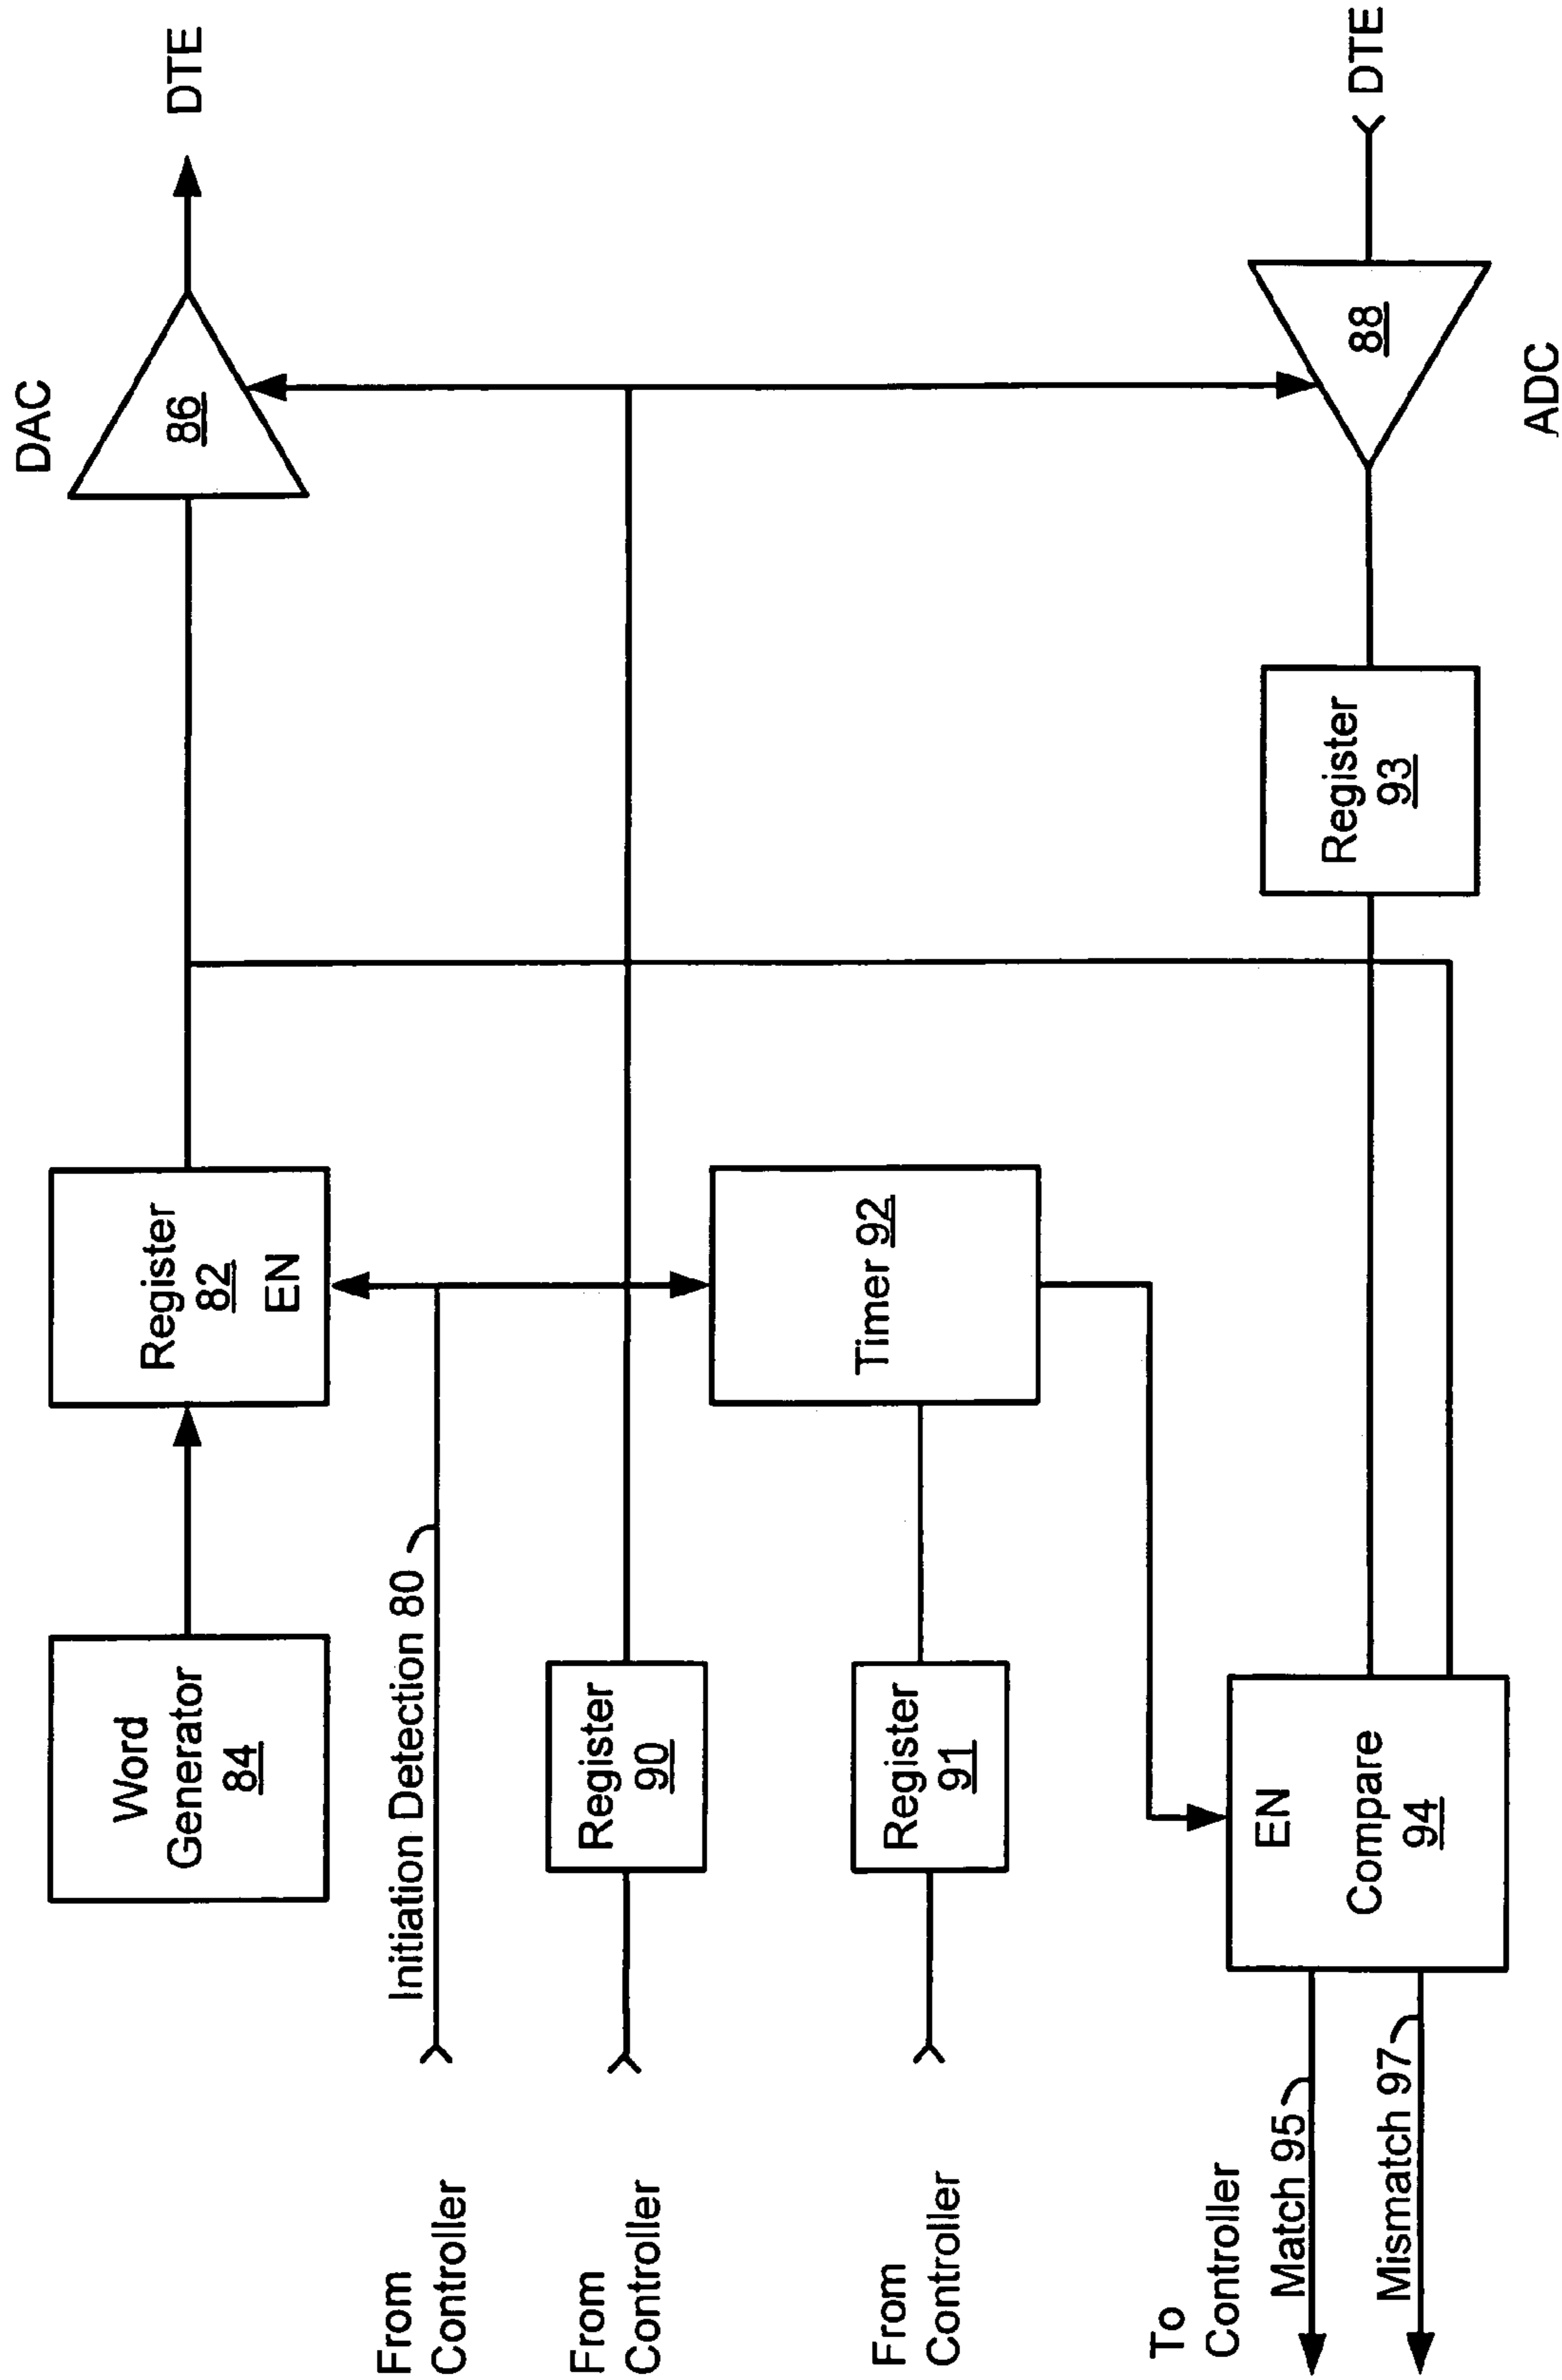 DAC
DTE
Word
Generator
84
Register
82
EN
86
From
Controller
Initiation Detection 80
From
Controller
Register
90
From
Controller
Register
91
Timer 92
To
Controller
Match 95
Mismatch 97
EN
Compare
94
Register
93
88
DTE
ADC